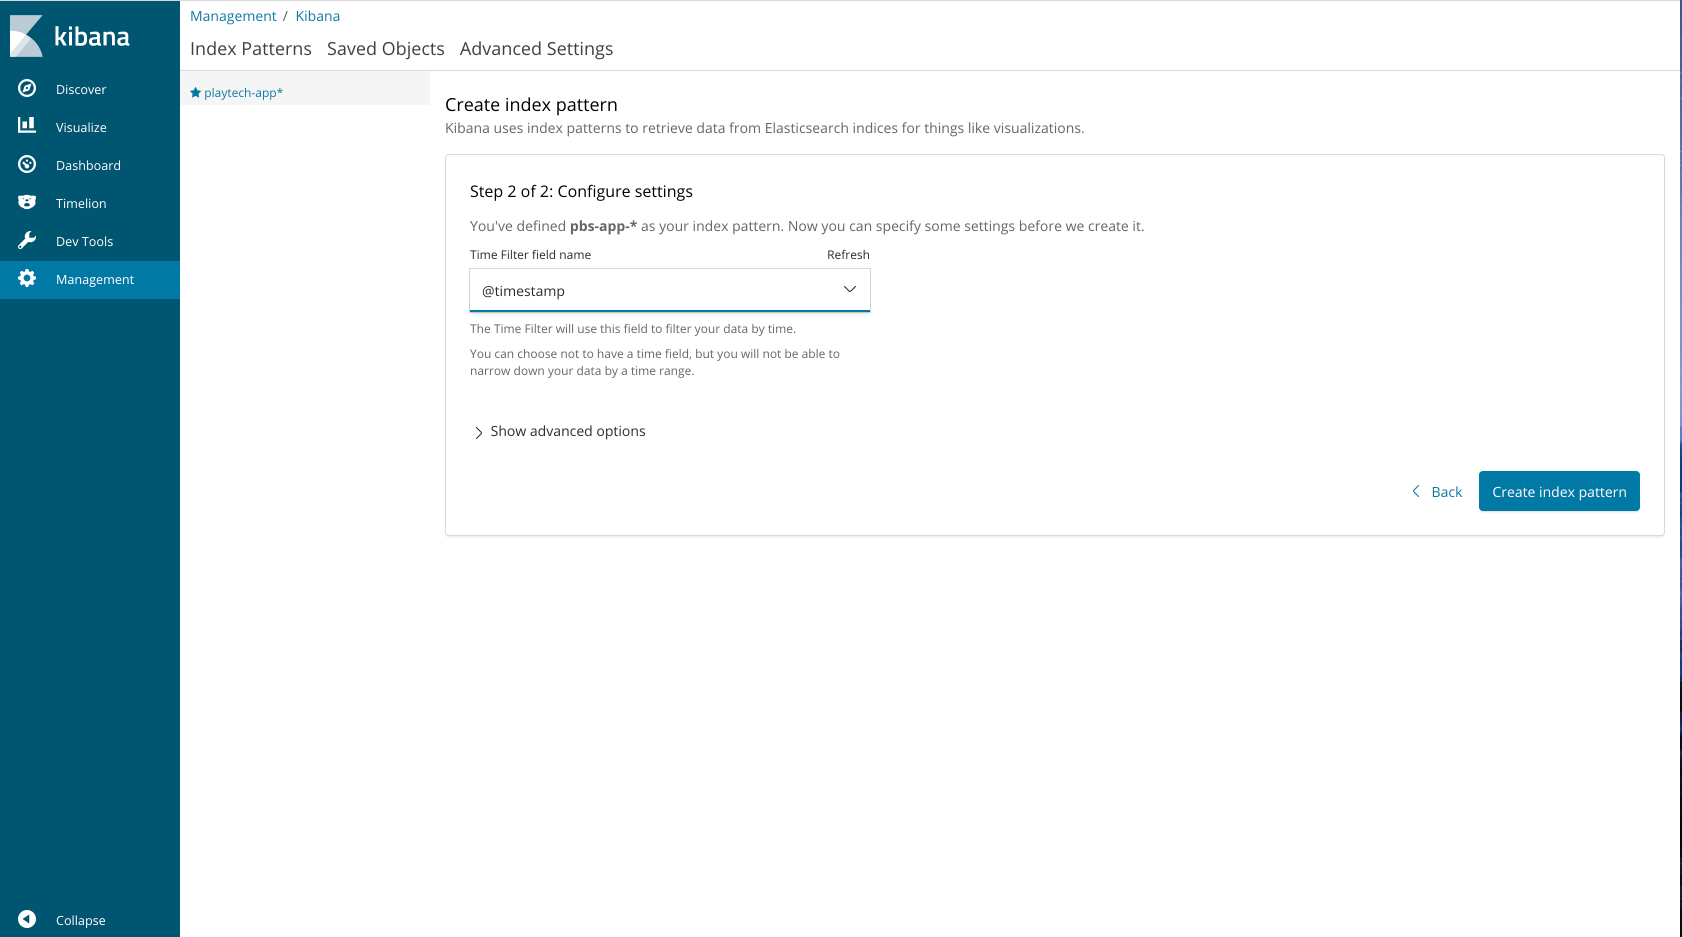 kibana
Discover
Visualize
Dashboard
Timelion
Dev Tools
Management
Collapse
Management / Kibana
Index Patterns Saved Objects Advanced Settings
playtech-app*
Create index pattern
Kibana uses index patterns to retrieve data from Elasticsearch indices for things like visualizations.
Step 2 of 2: Configure settings
You've defined pbs-app-* as your index pattern. Now you can specify some settings before we create it.
Time Filter field name Refresh
@timestamp
The Time Filter will use this field to filter your data by time.
You can choose not to have a time field, but you will not be able to
narrow down your data by a time range.
Show advanced options
Back Create index pattern